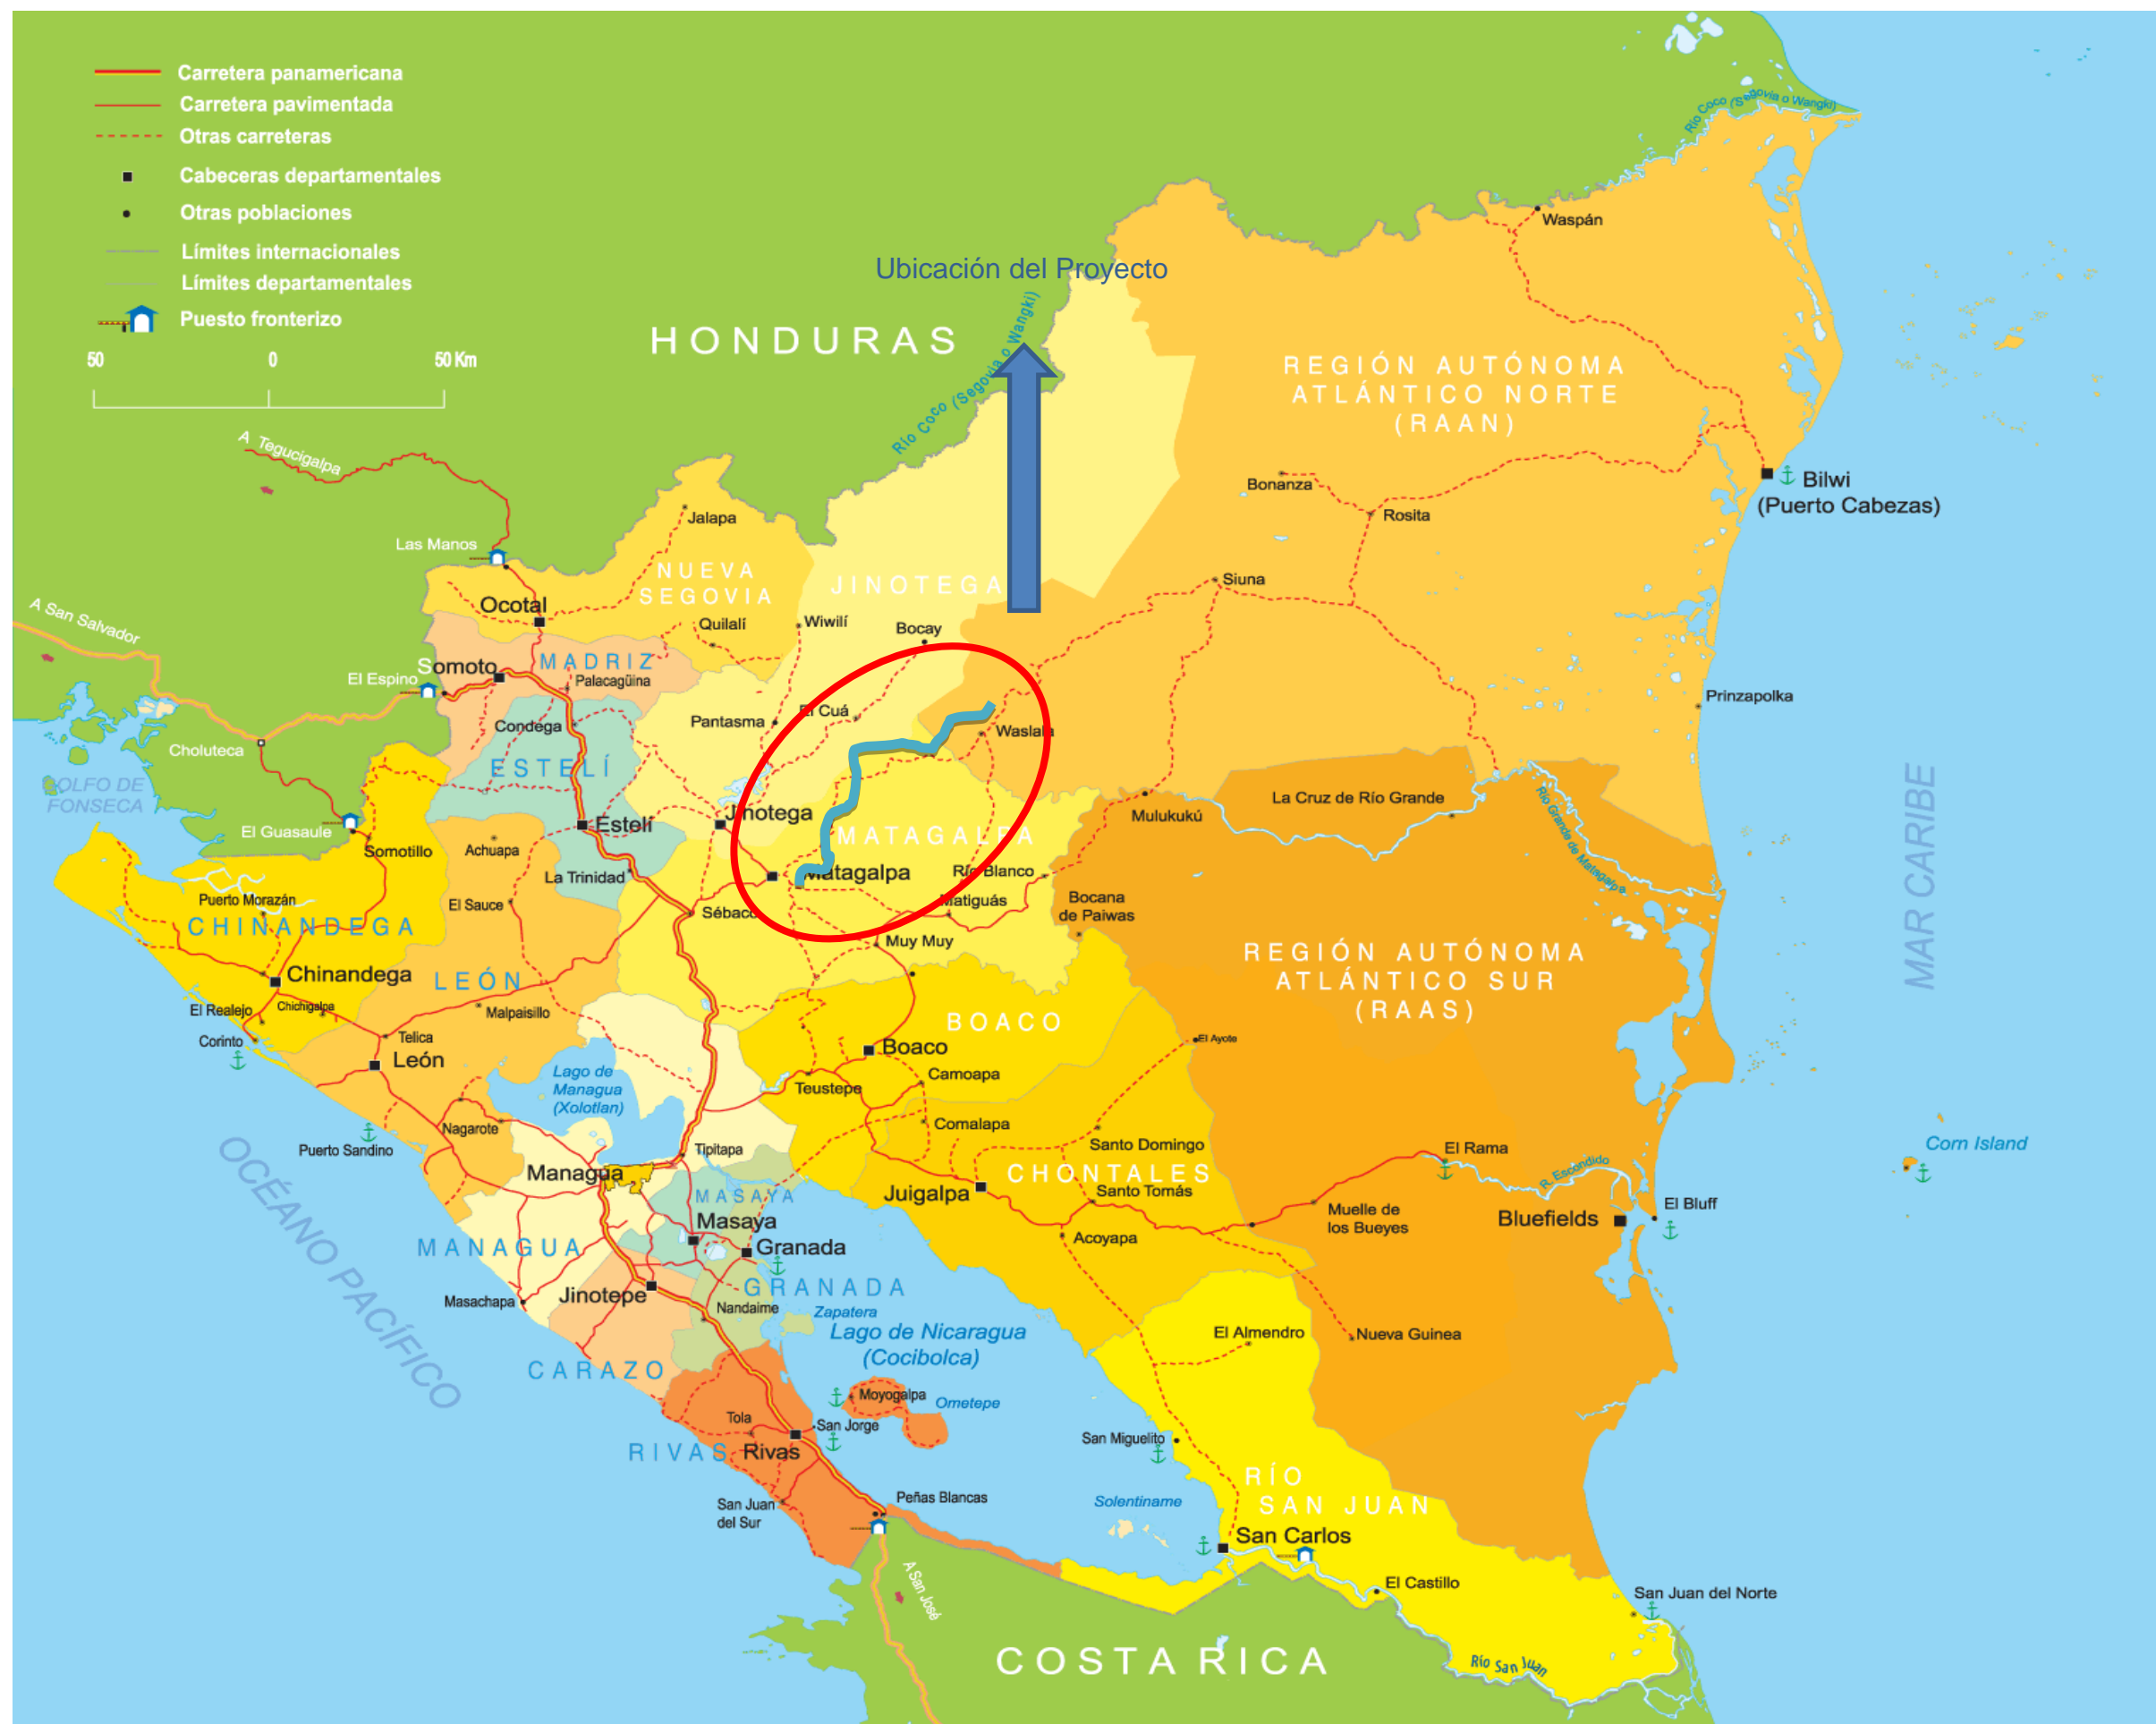 Carretera panamericana
Carretera pavimentada
Otras carreteras
Cabeceras departamentales
Otras poblaciones
Límites internacionales
Límites departamentales
Puesto fronterizo
50
0
50 Km
Río Coco (Segovia o Wangki)
Waspán
Ubicación del Proyecto
HONDURAS
Río Coco (Segovia o Wangki)
REGIÓN AUTÓNOMA
ATLÁNTICO NORTE
(RAAN)
A Tegucigalpa
Bilwi
(Puerto Cabezas)
Bonanza
Rosita
Jalapa
Las Manos
NUEVA
SEGOVIA
JINOTEGA
Siuna
Ocotal
A San Salvador
Quilalí
Wiwilí
Bocay
Somoto
MADRIZ
El Espino
Palacagüina
Prinzapolka
Condega
Pantasma
El Cuá
Waslala
Choluteca
ESTELÍ
GOLFO DE
FONSECA
El Guasaule
Somotillo
Achuapa
Estelí
Jinotega
MATAGALPA
Mulukukú
La Cruz de Río Grande
Río Grande de Matagalpa
MAR CARIBE
La Trinidad
Matagalpa
Río Blanco
Puerto Morazán
El Sauce
Sébaco
Matiguás
Bocana
de Paiwas
CHINANDEGA
Muy Muy
REGIÓN AUTÓNOMA
ATLÁNTICO SUR
(RAAS)
Chinandega
LEÓN
El Realejo
Chichigalpa
Malpaisillo
BOACO
Corinto
Telica
León
Boaco
El Ayote
Lago de
Managua
(Xolotlan)
Teustepe
Camoapa
Nagarote
Comalapa
Puerto Sandino
Tipitapa
Santo Domingo
El Rama
Corn Island
Managua
CHONTALES
R. Escondido
MASAYA
Juigalpa
Santo Tomás
Masaya
Muelle de
los Bueyes
Bluefields
El Bluff
OCÉANO PACÍFICO
MANAGUA
Granada
Acoyapa
Jinotepe
GRANADA
Masachapa
Nandaime
Zapatera
Lago de Nicaragua
(Cocibolca)
El Almendro
Nueva Guinea
CARAZO
Moyogalpa
Ometepe
Tola
San Jorge
RIVAS
Rivas
San Miguelito
San Juan
del Sur
Peñas Blancas
Solentiname
RÍO
SAN JUAN
San Carlos
A San José
El Castillo
San Juan del Norte
COSTA RICA
Río San Juan